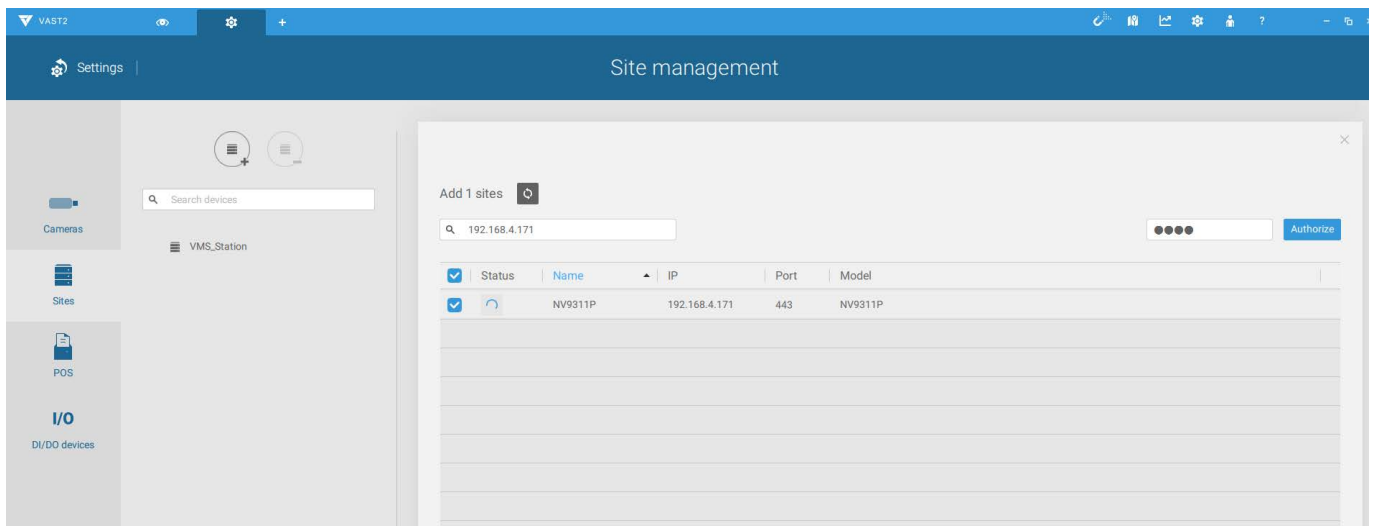 VAST2
+
?
Settings
Site management
Add 1 sites
Search devices
Cameras
192.168.4.171
Authorize
VMS_Station
Status Name IP Port Model
Sites
NV9311P 192.168.4.171 443 NV9311P
POS
I/O
DI/DO devices